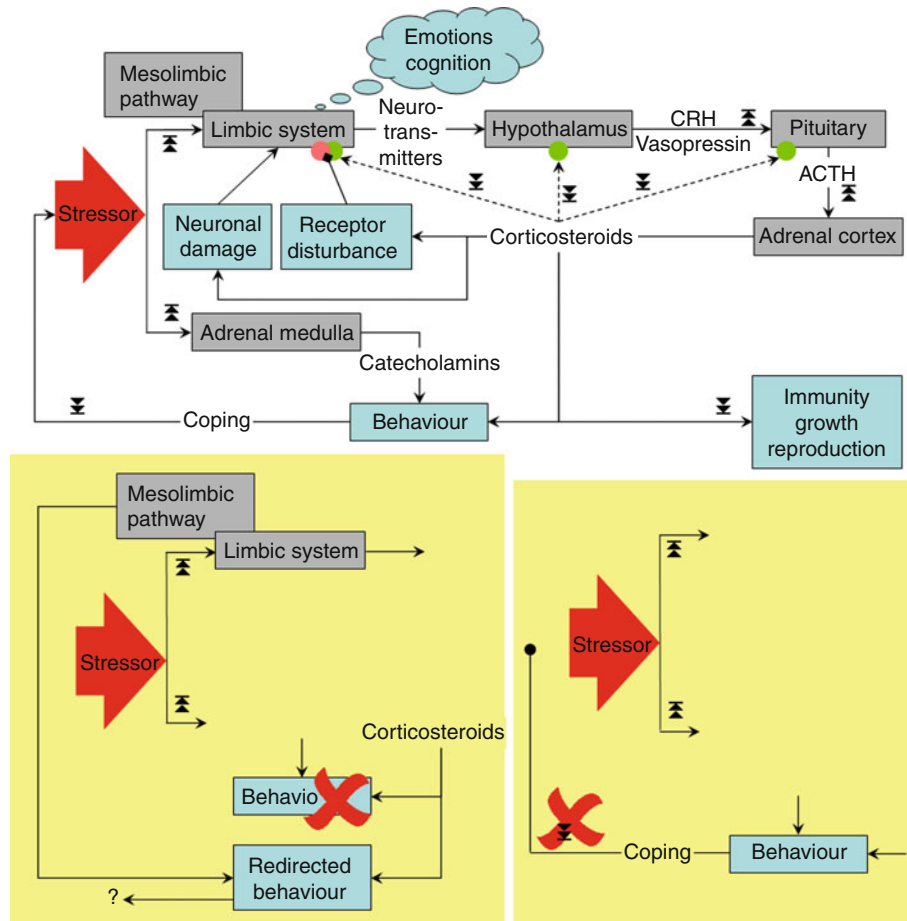 Emotions
cognition
Mesolimbic
pathway
Limbic system
Neuro-
trans-
mitters
Hypothalamus
CRH
Vasopressin
Pituitary
ACTH
Stressor
Neuronal
damage
Receptor
disturbance
Corticosteroids
Adrenal cortex
Adrenal medulla
Catecholamins
Coping
Behaviour
Immunity
growth
reproduction
Mesolimbic
pathway
Limbic system
Stressor
Corticosteroids
Behavio
Redirected
behaviour
?
Stressor
Coping
Behaviour